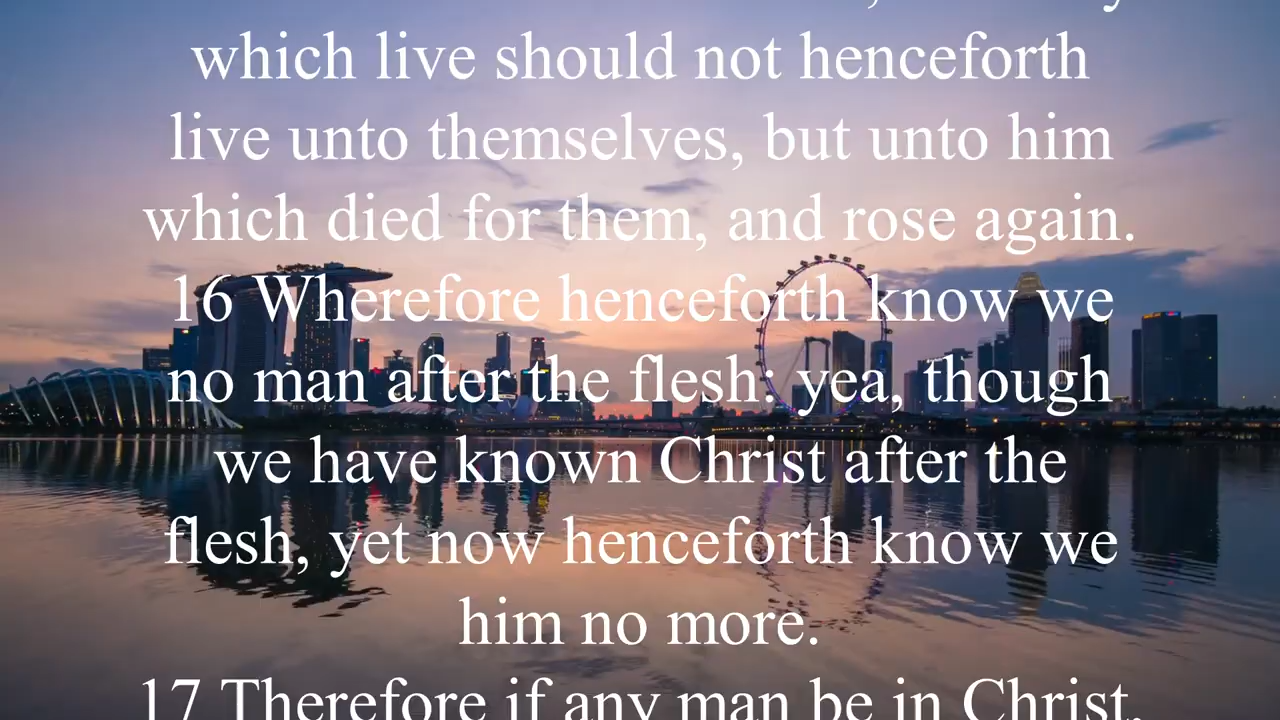 which live should not henceforth
live unto themselves, but unto him
which died for them, and rose again.
16 Wherefore henceforth know we
no man after the flesh: yea, though
we have known Christ after the
flesh, yet now henceforth know we
him no more.
17 Therefore if any man be in Christ,